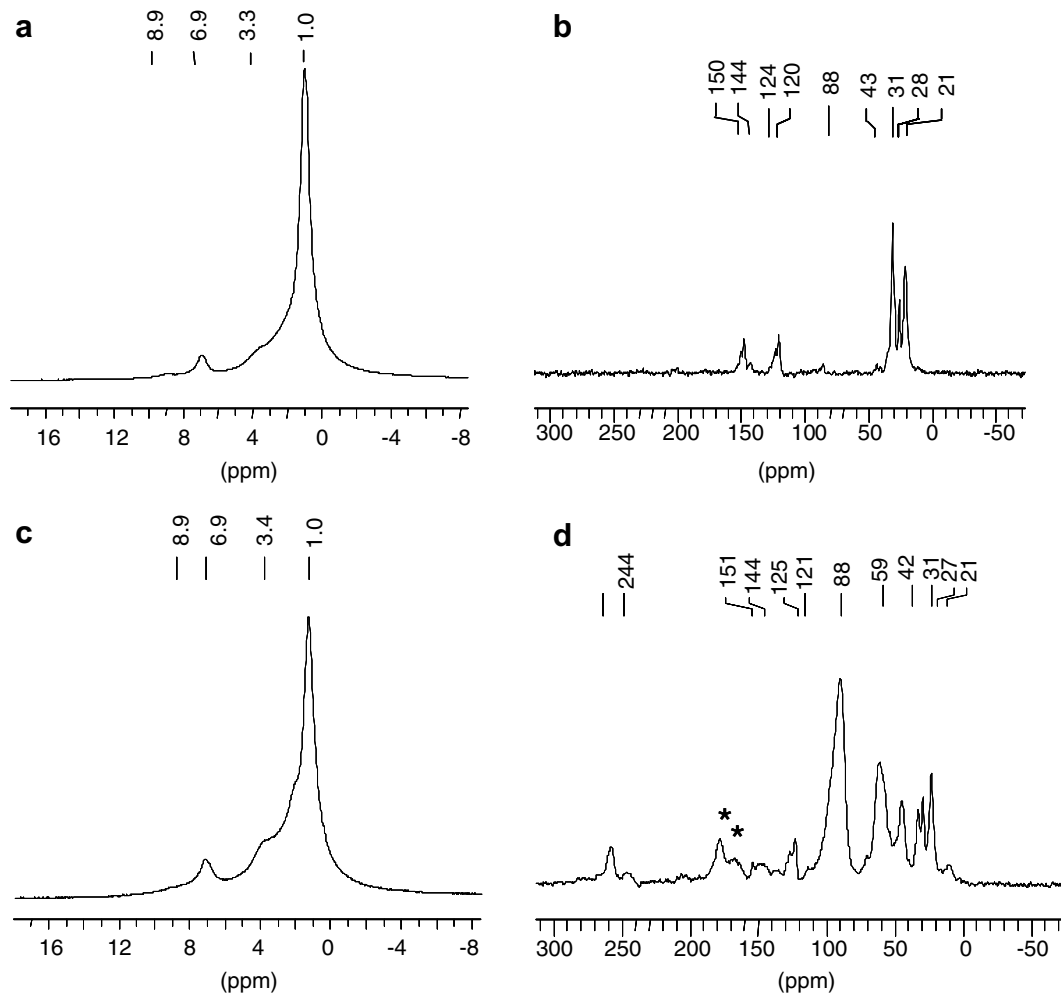 a
8.9 6.9 3.3 1.0
16 12 8 4 0 -4 -8
(ppm)
b
150 144 124 120 88 43 31 28 21
300 250 200 150 100 50 0 -50
(ppm)
c
8.9 6.9 3.4 1.0
16 12 8 4 0 -4 -8
(ppm)
d
244 151 144 125 121 88 59 42 31 27 21
* *
300 250 200 150 100 50 0 -50
(ppm)